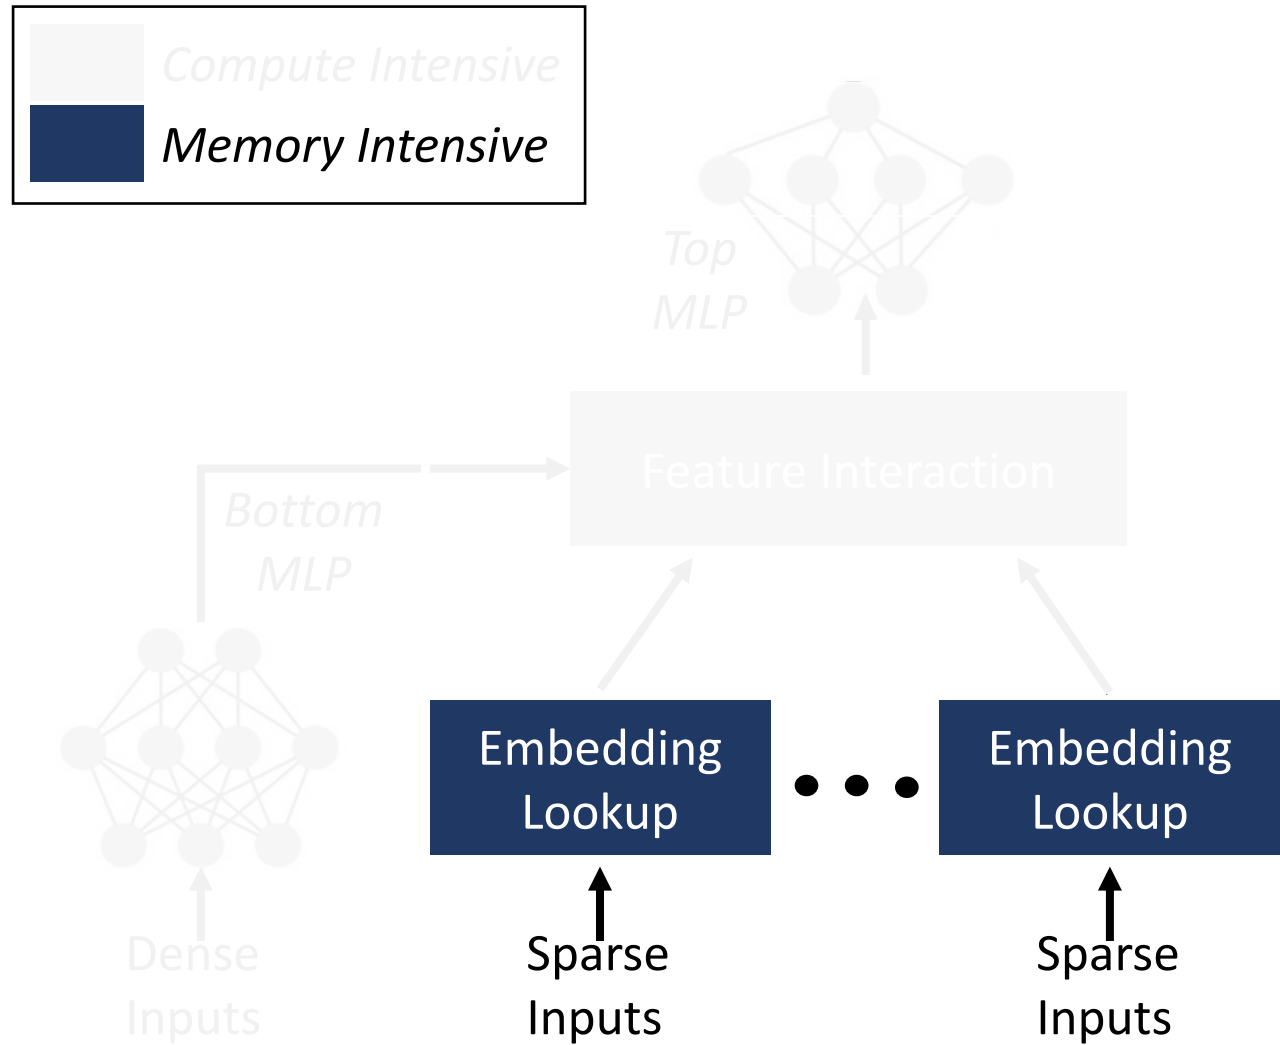 Compute Intensive
Memory Intensive
Top
MLP
Feature Interaction
Bottom
MLP
Embedding
Lookup
Embedding
Lookup
Dense
Inputs
Sparse
Inputs
Sparse
Inputs